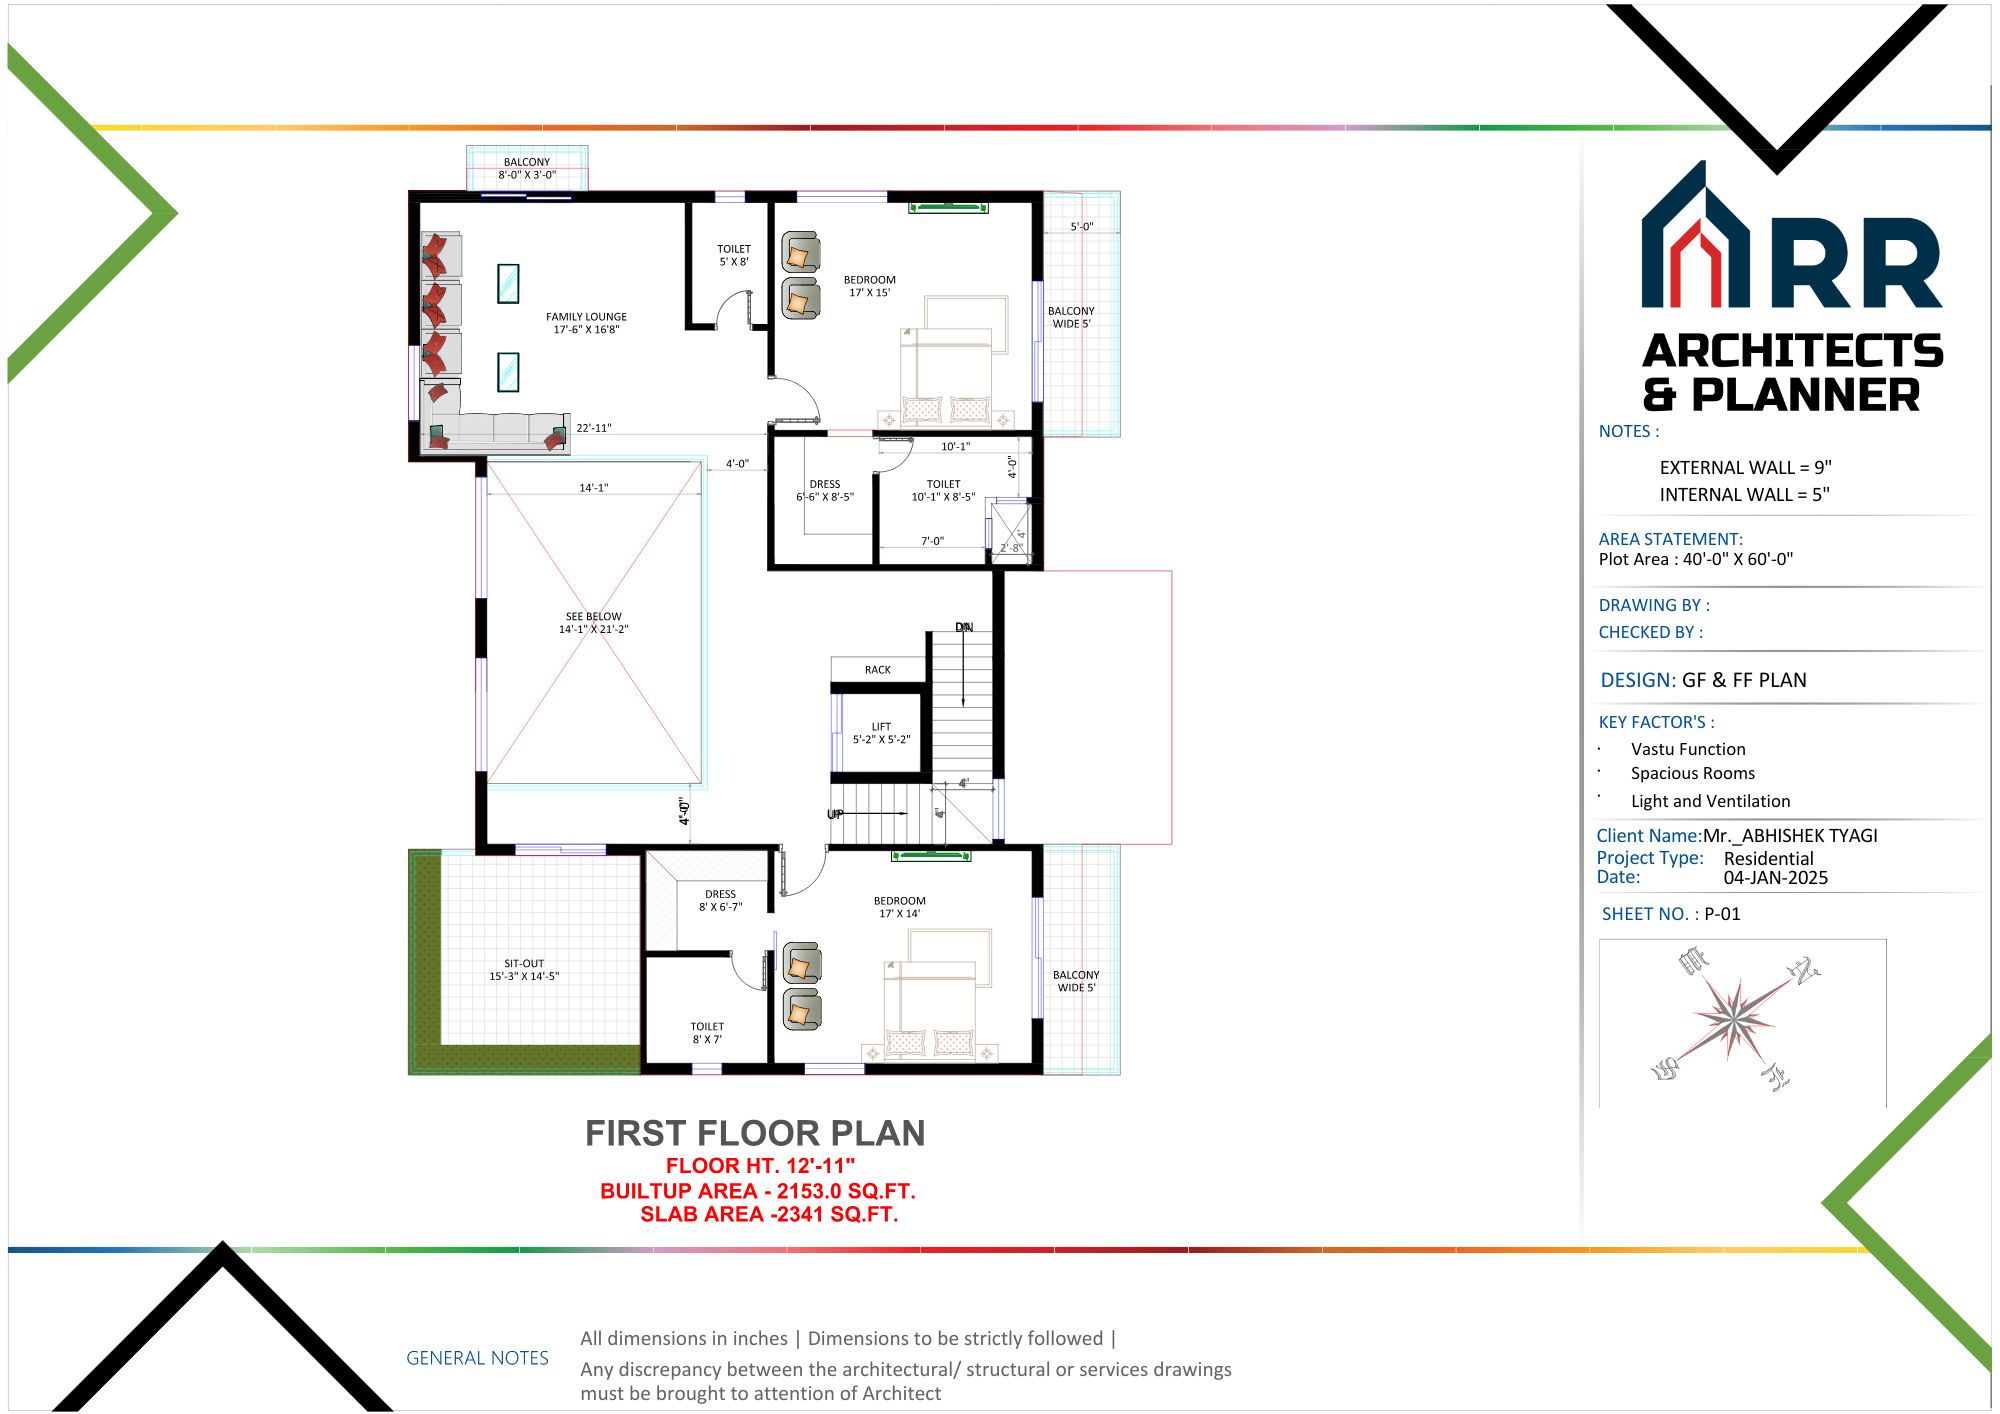 BALCONY
8'-0" X 3'-0"
TOILET
5' X 8'
5'-0"
BEDROOM
17' X 15'
FAMILY LOUNGE
17'-6" X 16'8"
BALCONY
WIDE 5'
22'-11"
10'-1"
4'-0"
4'-0"
14'-1"
DRESS
6'-6" X 8'-5"
TOILET
10'-1" X 8'-5"
7'-0"
4'
2'-8"
SEE BELOW
14'-1" X 21'-2"
DN
RACK
LIFT
5'-2" X 5'-2"
4'
4'
UP
4'-0"
DRESS
8' X 6'-7"
BEDROOM
17' X 14'
SIT-OUT
15'-3" X 14'-5"
BALCONY
WIDE 5'
TOILET
8' X 7'
FIRST FLOOR PLAN
FLOOR HT. 12'-11"
BUILTUP AREA - 2153.0 SQ.FT.
SLAB AREA -2341 SQ.FT.
ARR
ARCHITECTS
& PLANNER
NOTES :
EXTERNAL WALL = 9"
INTERNAL WALL = 5"
AREA STATEMENT:
Plot Area : 40'-0" X 60'-0"
DRAWING BY :
CHECKED BY :
DESIGN: GF & FF PLAN
KEY FACTOR'S :
· Vastu Function
· Spacious Rooms
· Light and Ventilation
Client Name:Mr._ABHISHEK TYAGI
Project Type: Residential
Date: 04-JAN-2025
SHEET NO. : P-01
W N
S E
GENERAL NOTES
All dimensions in inches | Dimensions to be strictly followed |
Any discrepancy between the architectural/ structural or services drawings
must be brought to attention of Architect